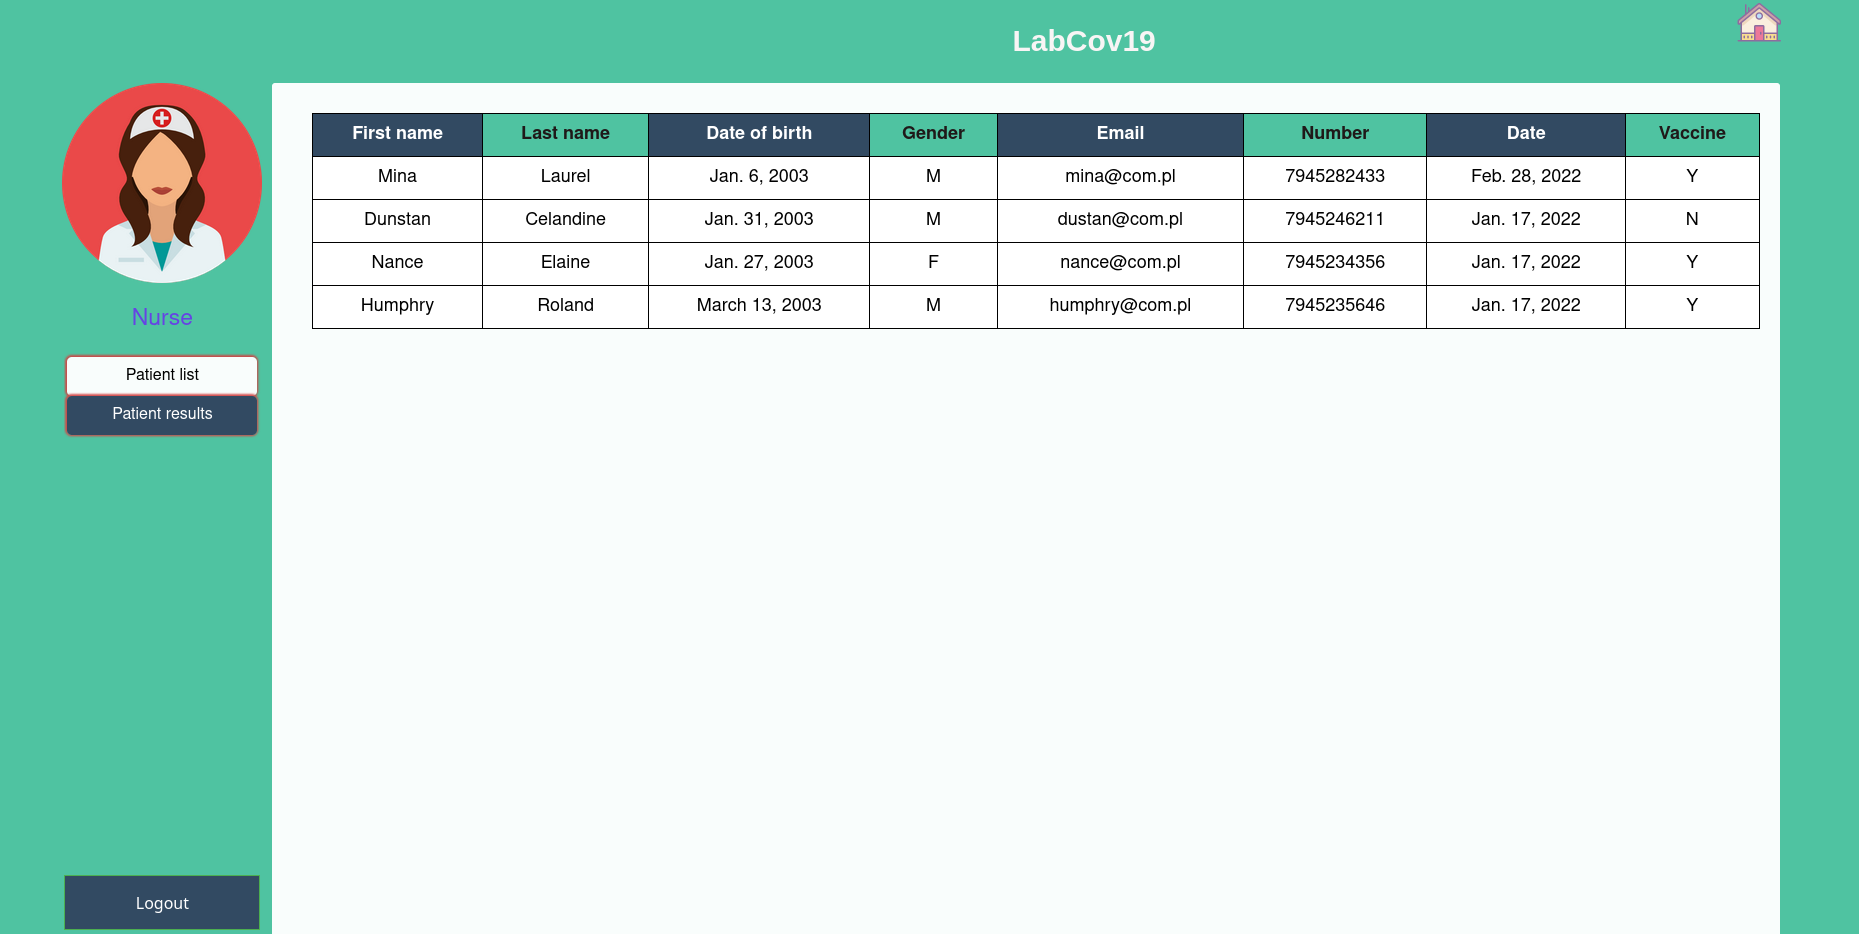 LabCov19
First name Last name Date of birth Gender Email Number Date Vaccine
Mina Laurel Jan. 6, 2003 M mina@com.pl 7945282433 Feb. 28, 2022 Y
Dunstan Celandine Jan. 31, 2003 M dustan@com.pl 7945246211 Jan. 17, 2022 N
Nance Elaine Jan. 27, 2003 F nance@com.pl 7945234356 Jan. 17, 2022 Y
Humphry Roland March 13, 2003 M humphry@com.pl 7945235646 Jan. 17, 2022 Y
Nurse
Patient list
Patient results
Logout